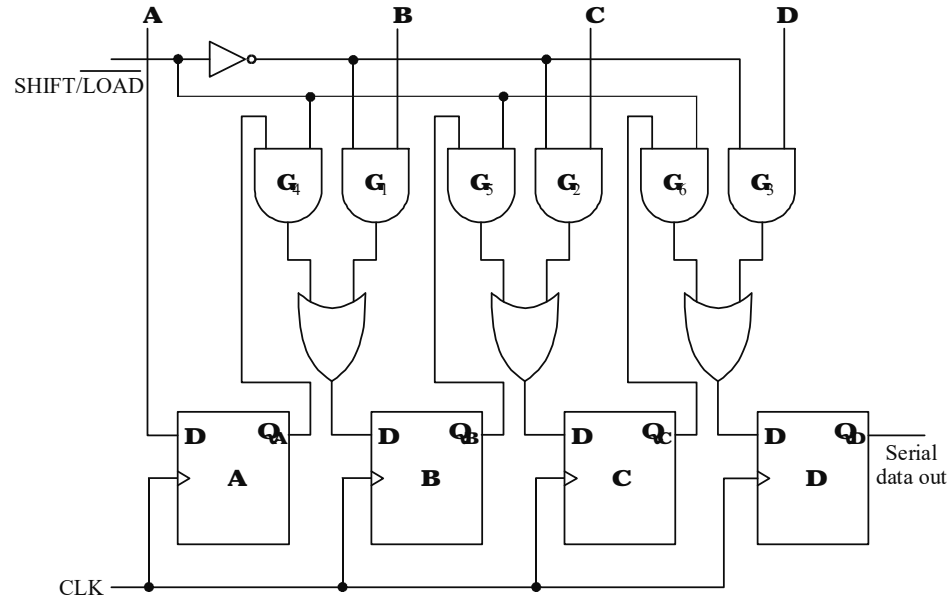 A B C D
SHIFT/LOAD
G4 G1 G5 G2 G6 G3
D QA D QB D QC D QD
A B C D
Serial
data out
CLK